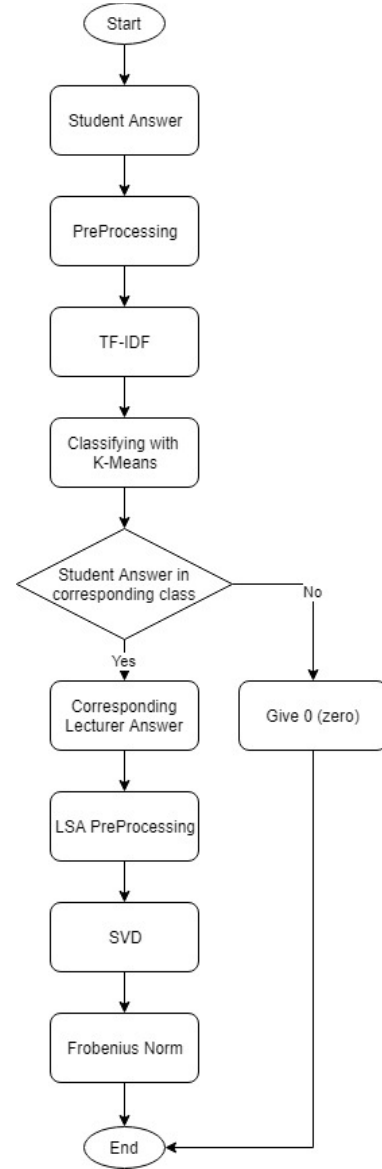 Start
Student Answer
PreProcessing
TF-IDF
Classifying with
K-Means
Student Answer in
corresponding class
No
Yes
Corresponding
Lecturer Answer
Give 0 (zero)
LSA PreProcessing
SVD
Frobenius Norm
End